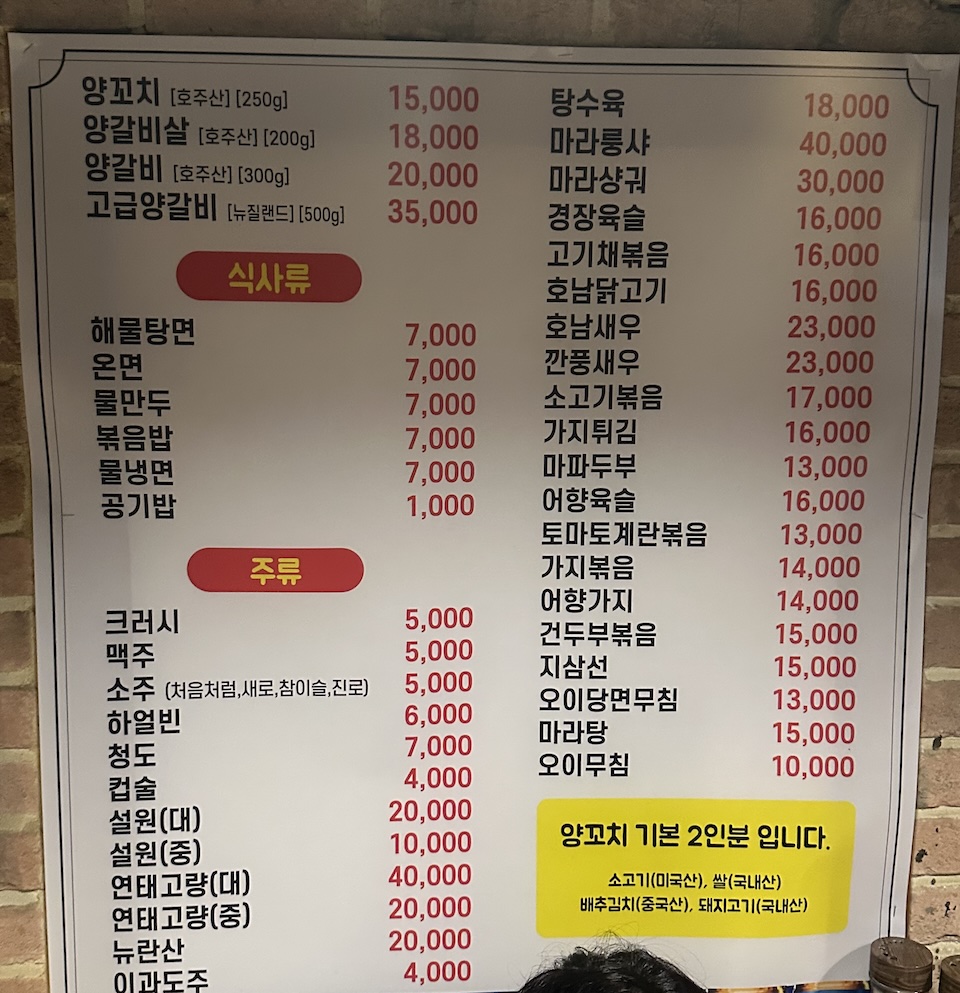 양꼬치 [호주산] [250g] 15,000
양갈비살 [호주산] [200g] 18,000
양갈비 [호주산] [300g] 20,000
고급양갈비 [뉴질랜드] [500g] 35,000
식사류
해물탕면 7,000
온면 7,000
물만두 7,000
볶음밥 7,000
물냉면 7,000
공기밥 1,000
주류
크러시 5,000
맥주 5,000
소주 (처음처럼,새로,참이슬,진로) 5,000
하얼빈 6,000
청도 7,000
컵술 4,000
설원(대) 20,000
설원(중) 10,000
연태고량(대) 40,000
연태고량(중) 20,000
뉴란산 20,000
이과도주 4,000
탕수육 18,000
마라룽샤 40,000
마라샹궈 30,000
경장육슬 16,000
고기채볶음 16,000
호남닭고기 16,000
호남새우 23,000
깐풍새우 23,000
소고기볶음 17,000
가지튀김 16,000
마파두부 13,000
어향육슬 16,000
토마토계란볶음 13,000
가지볶음 14,000
어향가지 14,000
건두부볶음 15,000
지삼선 15,000
오이당면무침 13,000
마라탕 15,000
오이무침 10,000
양꼬치 기본 2인분 입니다.
소고기(미국산), 쌀(국내산)
배추김치(중국산), 돼지고기(국내산)